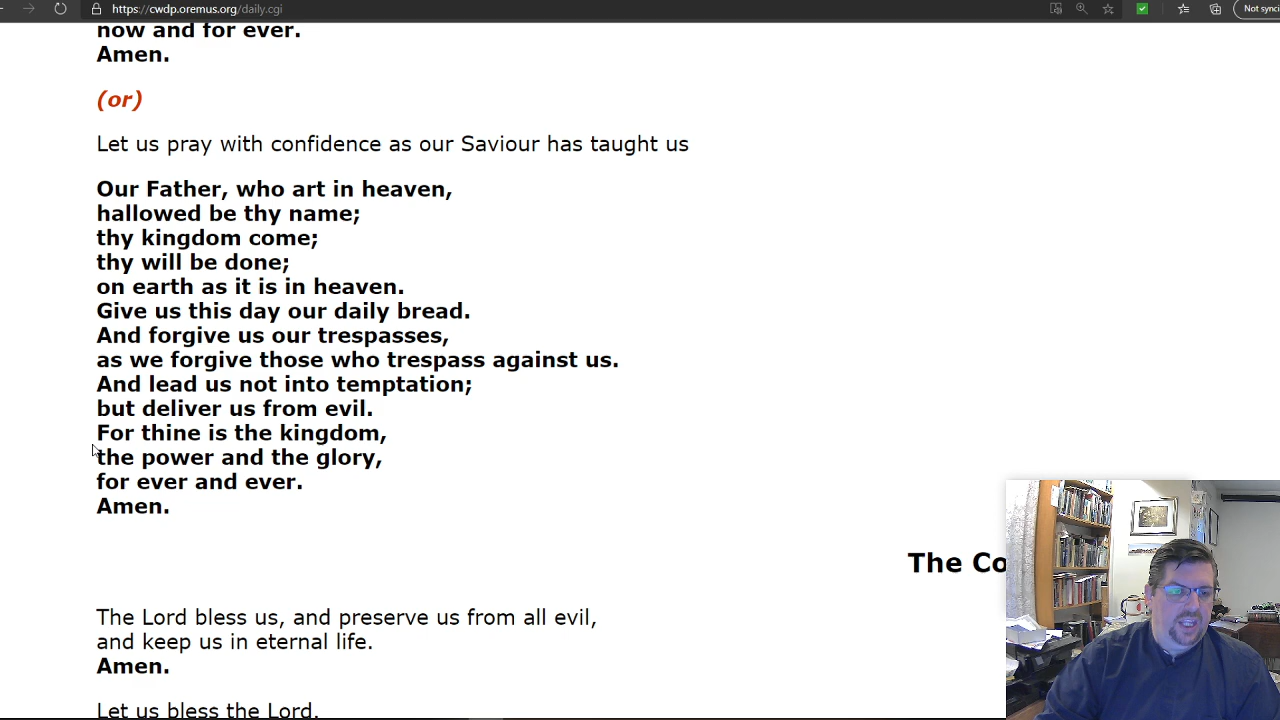 https://cwdp.oremus.org/daily.cgi
Not synci
now and for ever.
Amen.
(or)
Let us pray with confidence as our Saviour has taught us
Our Father, who art in heaven,
hallowed be thy name;
thy kingdom come;
thy will be done;
on earth as it is in heaven.
Give us this day our daily bread.
And forgive us our trespasses,
as we forgive those who trespass against us.
And lead us not into temptation;
but deliver us from evil.
For thine is the kingdom,
the power and the glory,
for ever and ever.
Amen.
The Co
The Lord bless us, and preserve us from all evil,
and keep us in eternal life.
Amen.
Let us bless the Lord.